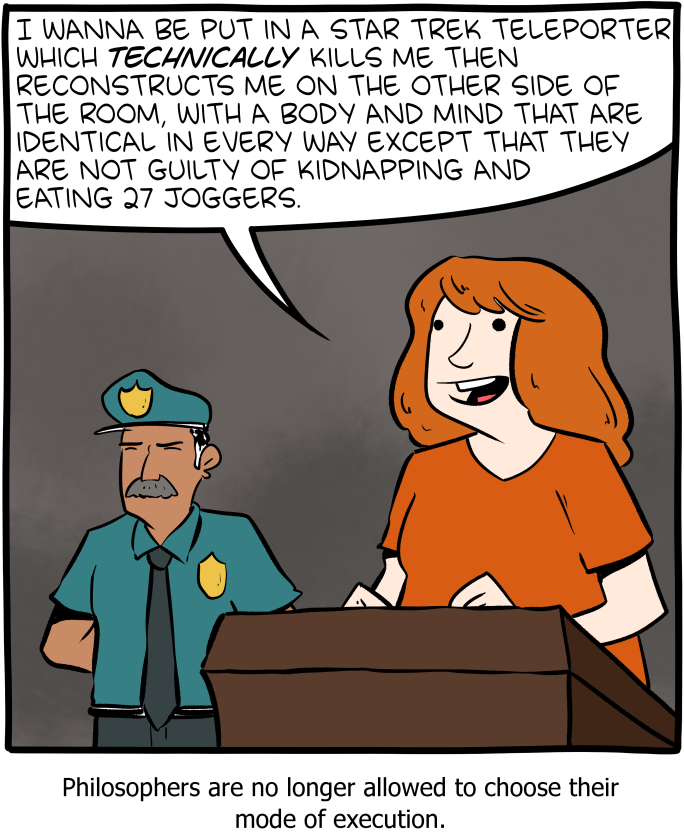 I WANNA BE PUT IN A STAR TREK TELEPORTER
WHICH TECHNICALLY KILLS ME THEN
RECONSTRUCTS ME ON THE OTHER SIDE OF
THE ROOM, WITH A BODY AND MIND THAT ARE
IDENTICAL IN EVERY WAY EXCEPT THAT THEY
ARE NOT GUILTY OF KIDNAPPING AND
EATING 27 JOGGERS.
Philosophers are no longer allowed to choose their
mode of execution.